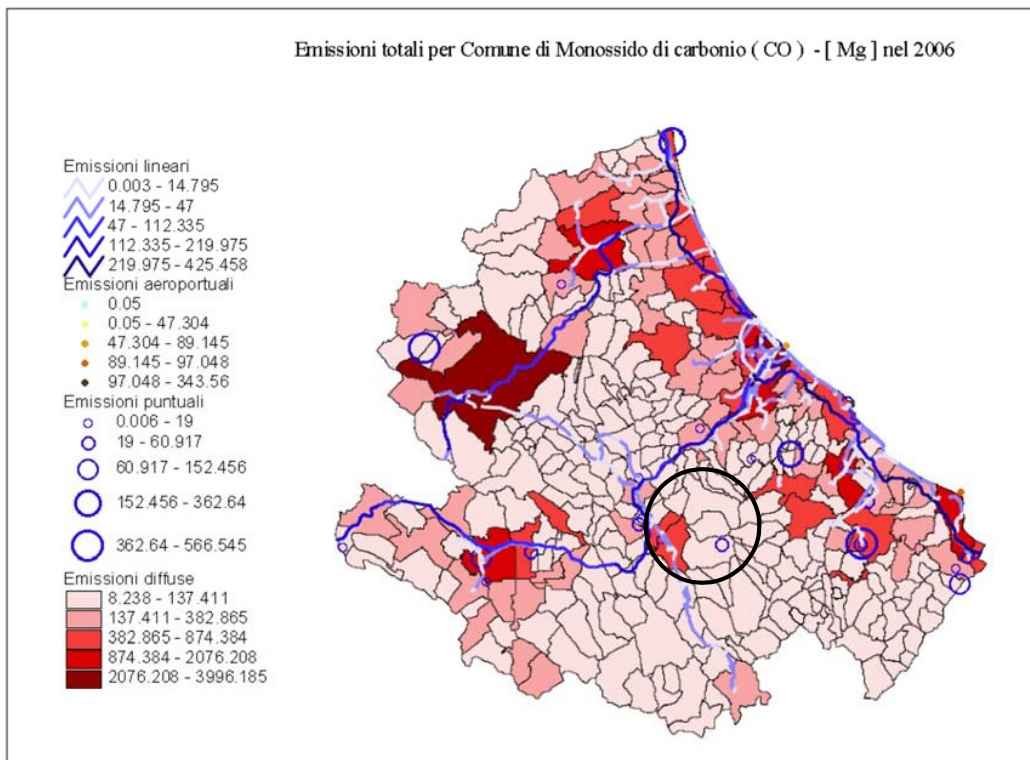 Emissioni totali per Comune di Monossido di carbonio ( CO ) - [ Mg ] nel 2006
Emissioni lineari
0.003 - 14.795
14.795 - 47
47 - 112.335
112.335 - 219.975
219.975 - 425.458
Emissioni aeroportuali
0.05
0.05 - 47.304
47.304 - 89.145
89.145 - 97.048
97.048 - 343.56
Emissioni puntuali
0.006 - 19
19 - 60.917
60.917 - 152.456
152.456 - 362.64
362.64 - 566.545
Emissioni diffuse
8.238 - 137.411
137.411 - 382.865
382.865 - 874.384
874.384 - 2076.208
2076.208 - 3996.185